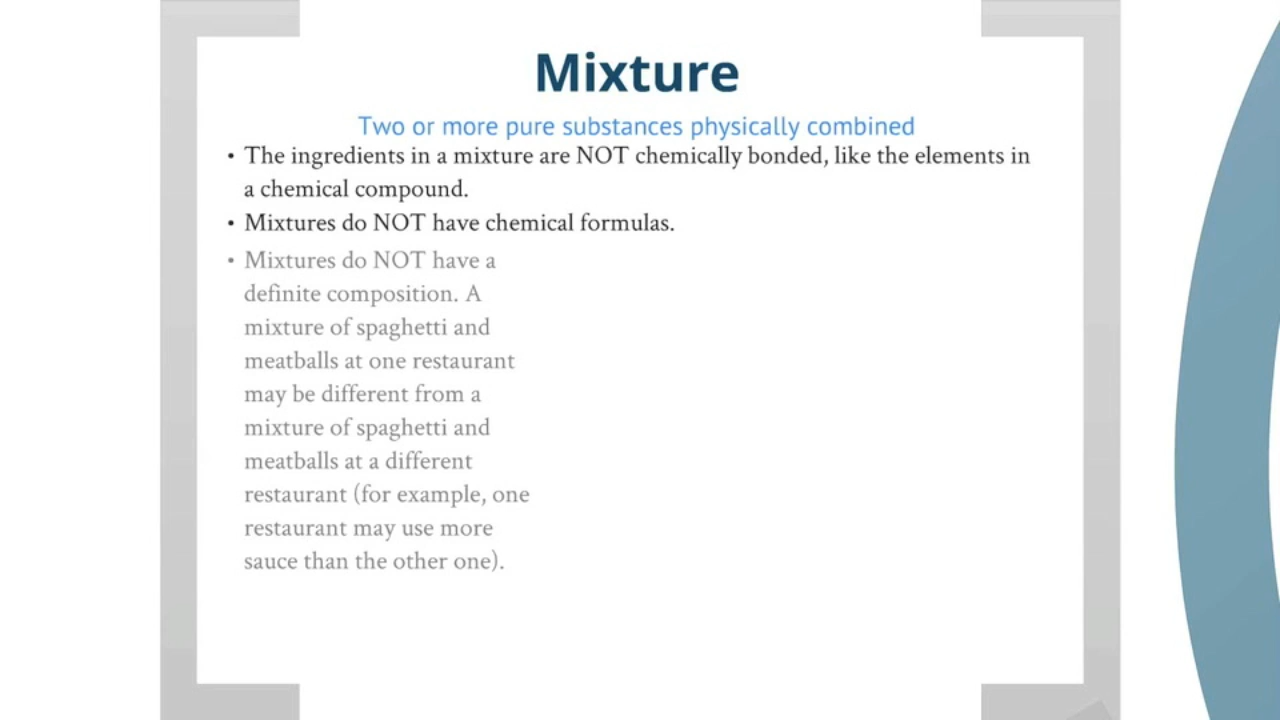 Mixture
Two or more pure substances physically combined
• The ingredients in a mixture are NOT chemically bonded, like the elements in
a chemical compound.
• Mixtures do NOT have chemical formulas.
• Mixtures do NOT have a
definite composition. A
mixture of spaghetti and
meatballs at one restaurant
may be different from a
mixture of spaghetti and
meatballs at a different
restaurant (for example, one
restaurant may use more
sauce than the other one).